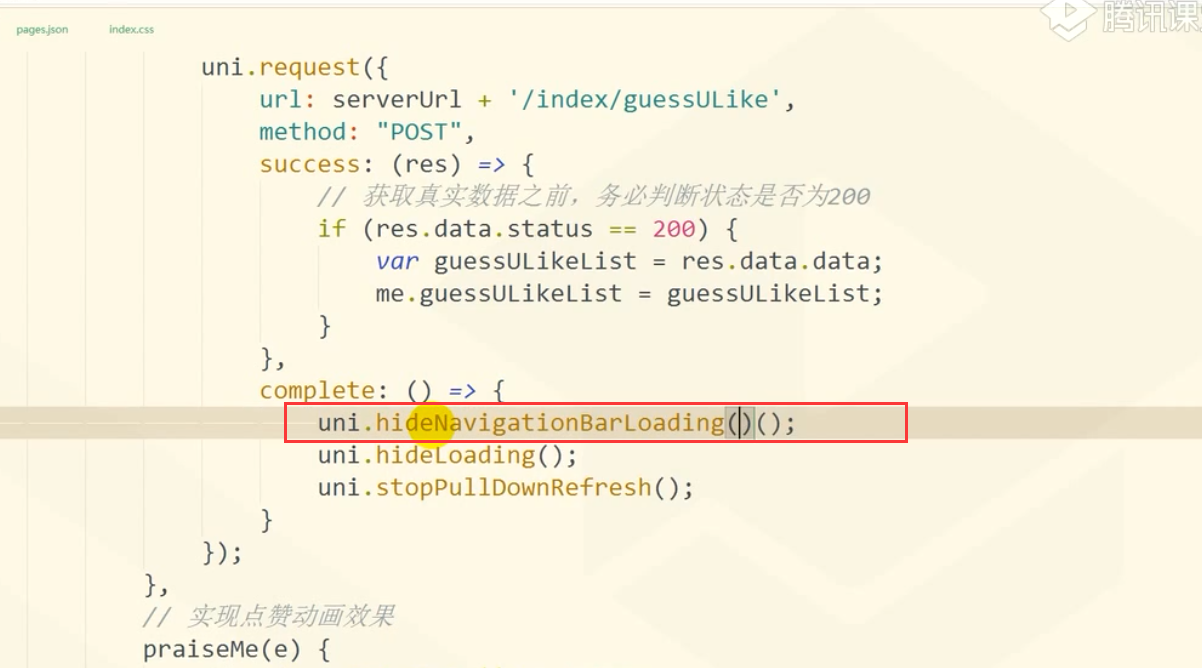 腾讯课
pages.json index.css
uni.request({
url: serverUrl + '/index/guessULike',
method: "POST",
success: (res) => {
// 获取真实数据之前，务必判断状态是否为200
if (res.data.status == 200) {
var guessULikeList = res.data.data;
me.guessULikeList = guessULikeList;
}
},
complete: () => {
uni.hideNavigationBarLoading()();
uni.hideLoading();
uni.stopPullDownRefresh();
}
});
},
// 实现点赞动画效果
praiseMe(e) {